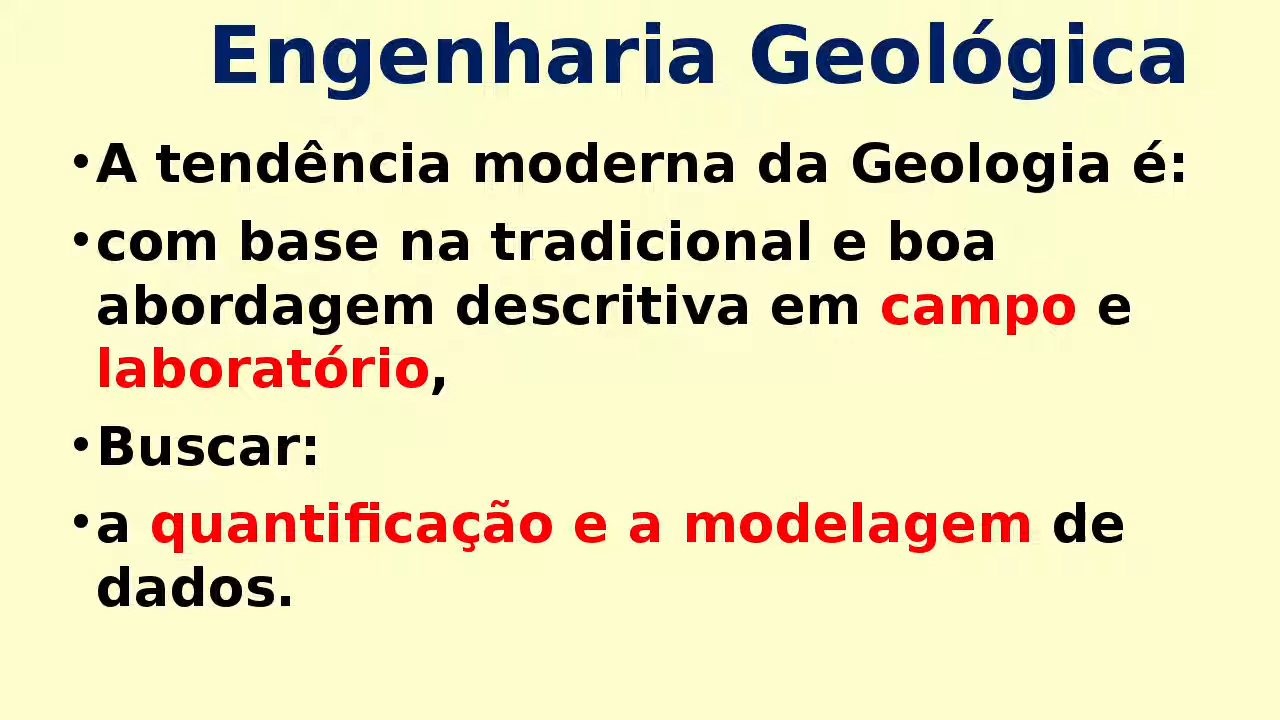 Engenharia Geológica
•A tendência moderna da Geologia é:
•com base na tradicional e boa
abordagem descritiva em campo e
laboratório,
•Buscar:
•a quantificação e a modelagem de
dados.